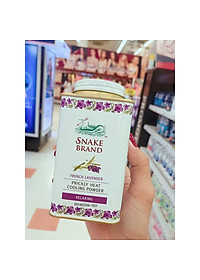 SNAKE
BRAND
FRENCH LAVENDER
PRICKLY HEAT
COOLING POWDER
RELAXING